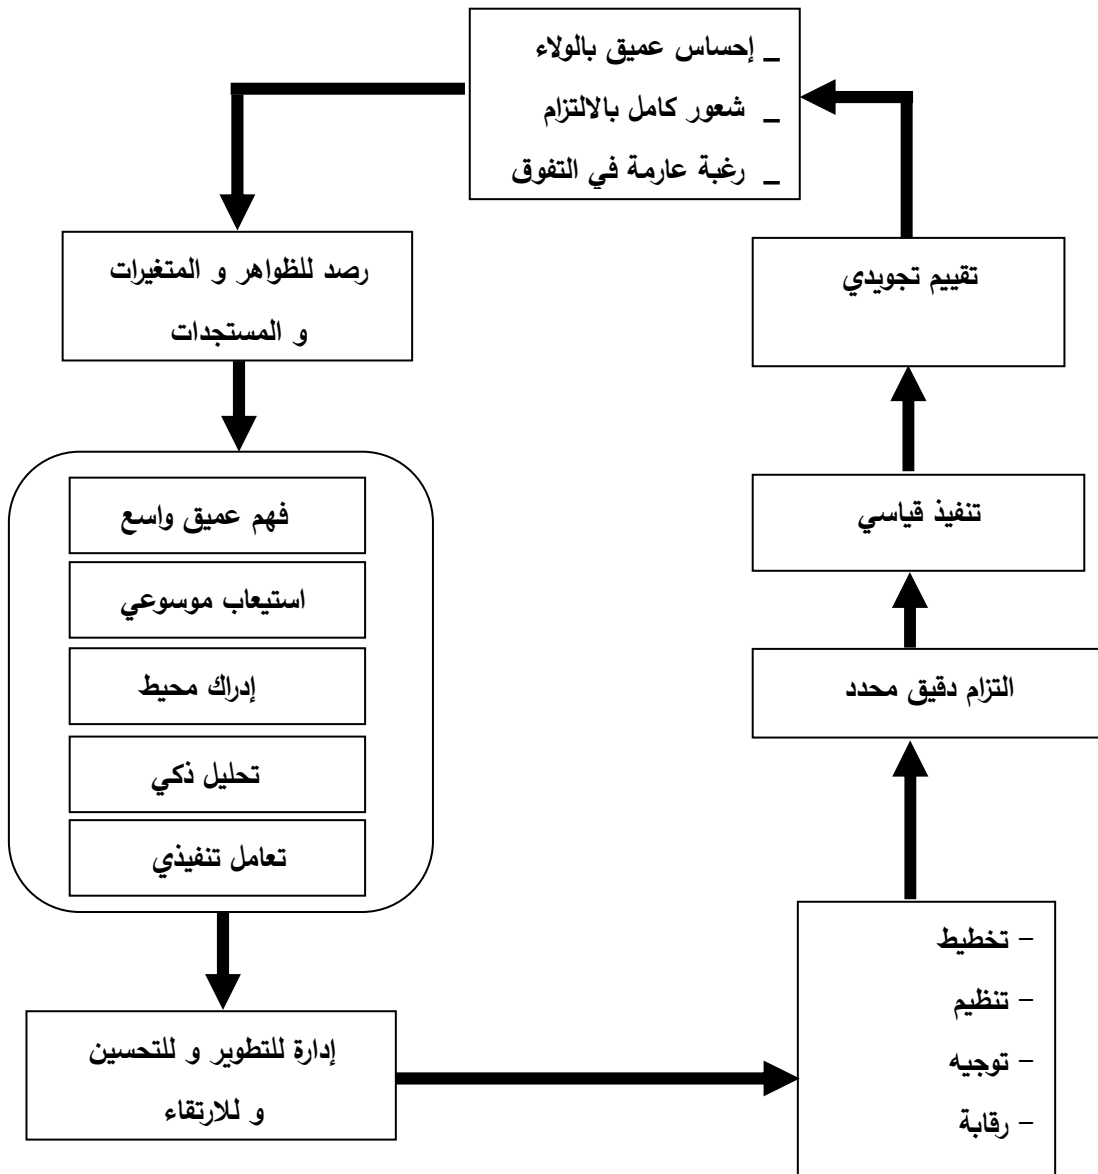 _ إحساس عميق بالولاء
_ شعور كامل بالالتزام
_ رغبة عارمة في التفوق
رصد للظواهر و المتغيرات
و المستجدات
فهم عميق واسع
استيعاب موسوعي
إدراك محيط
تحليل ذكي
تعامل تنفيذي
إدارة للتطوير و للتحسين
و للارتقاء
- تخطيط
- تنظيم
- توجيه
- رقابة
التزام دقيق محدد
تنفيذ قياسي
تقييم تجويدي